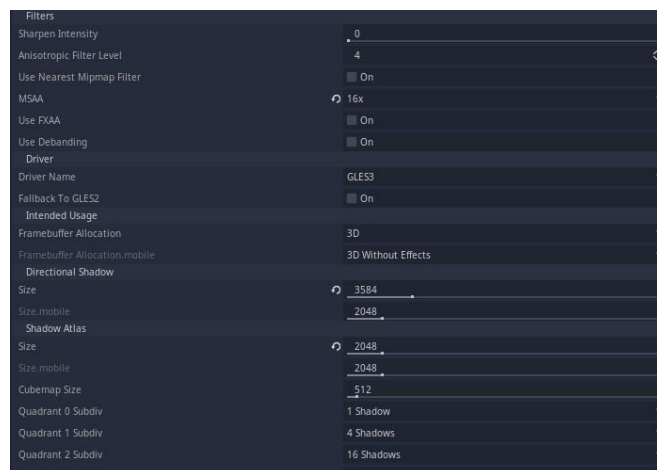 Filters
Sharpen Intensity 0
Anisotropic Filter Level 4
Use Nearest Mipmap Filter On
MSAA 16x
Use FXAA On
Use Debanding On
Driver
Driver Name GLES3
Fallback To GLES2 On
Intended Usage
Framebuffer Allocation 3D
Framebuffer Allocation.mobile 3D Without Effects
Directional Shadow
Size 3584
Size.mobile 2048
Shadow Atlas
Size 2048
Size.mobile 2048
Cubemap Size 512
Quadrant 0 Subdiv 1 Shadow
Quadrant 1 Subdiv 4 Shadows
Quadrant 2 Subdiv 16 Shadows